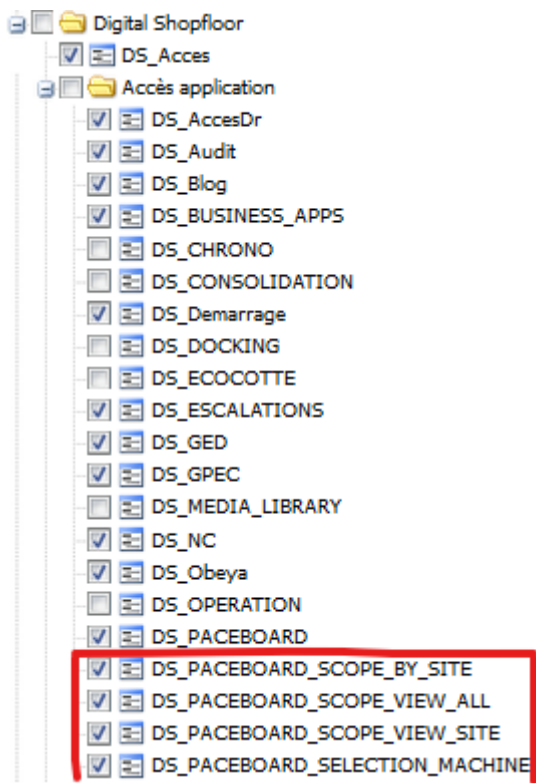 Digital Shopfloor
DS_Acces
Accès application
DS_AccesDr
DS_Audit
DS_Blog
DS_BUSINESS_APPS
DS_CHRONO
DS_CONSOLIDATION
DS_Demarrage
DS_DOCKING
DS_ECOCOTTE
DS_ESCALATIONS
DS_GED
DS_GPEC
DS_MEDIA_LIBRARY
DS_NC
DS_Obeya
DS_OPERATION
DS_PACEBOARD
DS_PACEBOARD_SCOPE_BY_SITE
DS_PACEBOARD_SCOPE_VIEW_ALL
DS_PACEBOARD_SCOPE_VIEW_SITE
DS_PACEBOARD_SELECTION_MACHINE